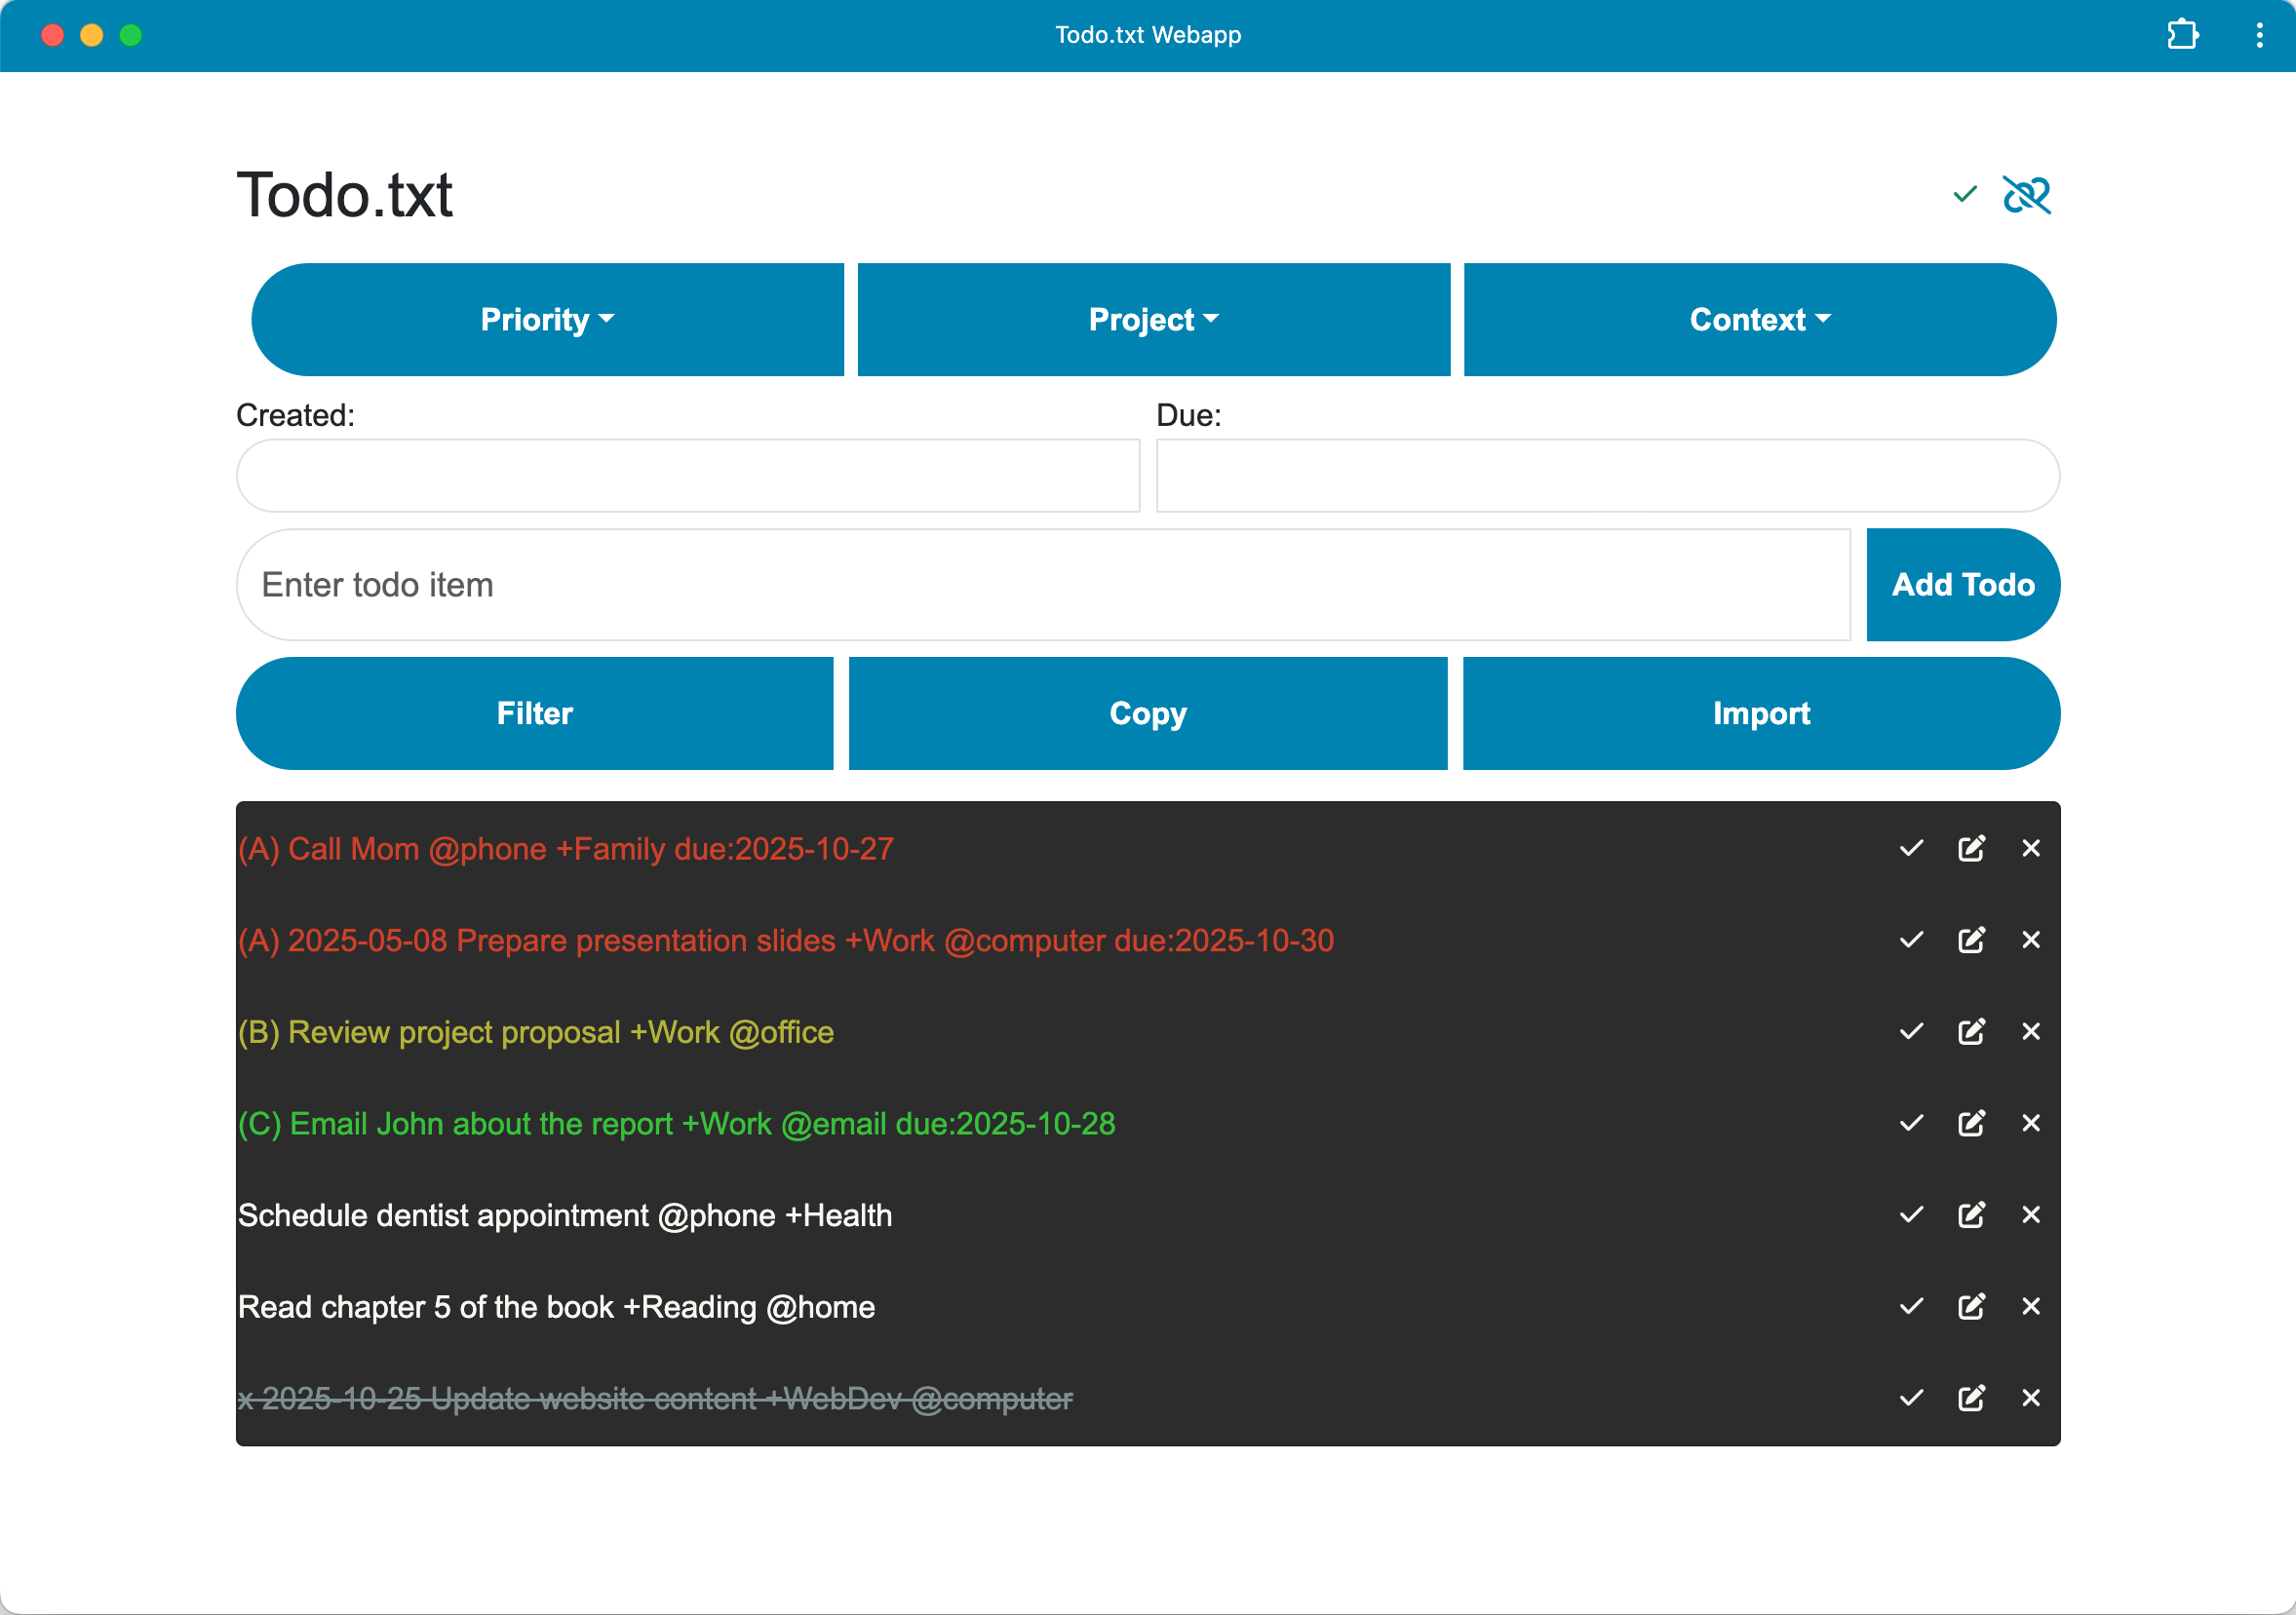 Todo.txt Webapp
Todo.txt
Priority Project Context
Created: Due:
Enter todo item Add Todo
Filter Copy Import
(A) Call Mom @phone +Family due:2025-10-27
(A) 2025-05-08 Prepare presentation slides +Work @computer due:2025-10-30
(B) Review project proposal +Work @office
(C) Email John about the report +Work @email due:2025-10-28
Schedule dentist appointment @phone +Health
Read chapter 5 of the book +Reading @home
x 2025-10-25 Update website content +WebDev @computer